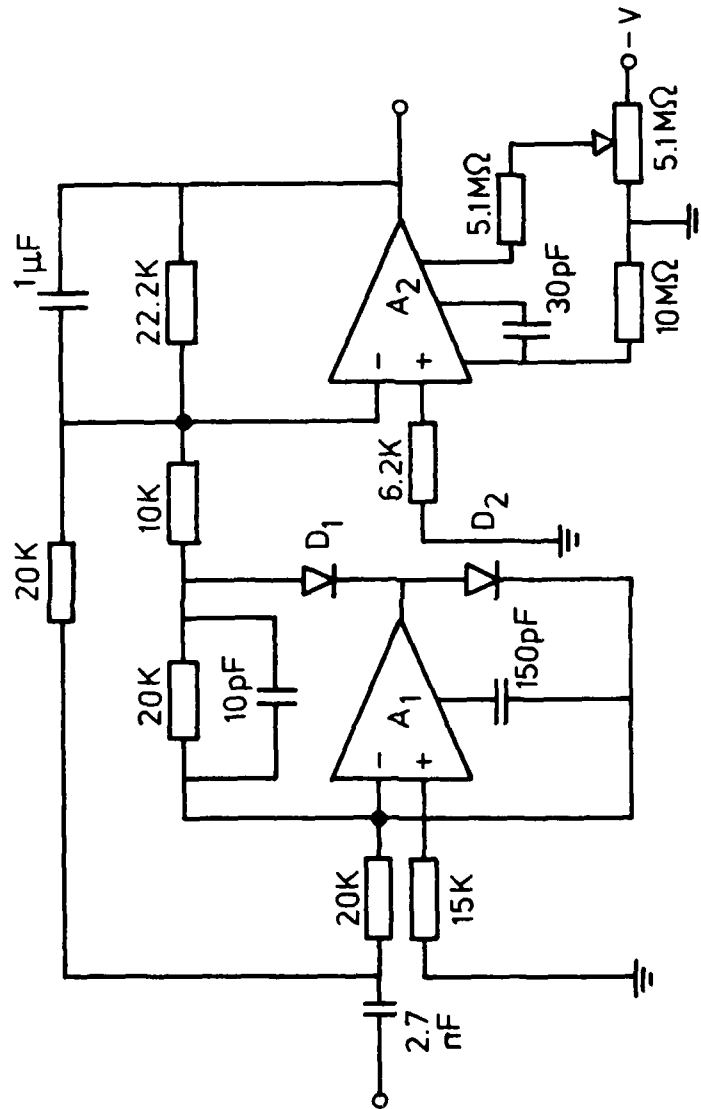 1µF
22.2K
20K
10K
20K
10pF
D1
D2
A1
A2
-
+
-
+
20K
15K
2.7
nF
150pF
6.2K
30pF
5.1MΩ
10MΩ
5.1MΩ
-V